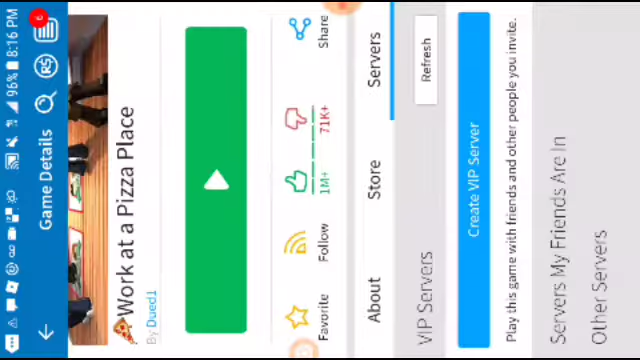 96% 8:16 PM
Game Details
6
Work at a Pizza Place
By Dued1
Favorite
Follow
1M+
71K+
Share
About
Store
Servers
VIP Servers
Refresh
Create VIP Server
Play this game with friends and other people you invite.
Servers My Friends Are In
Other Servers